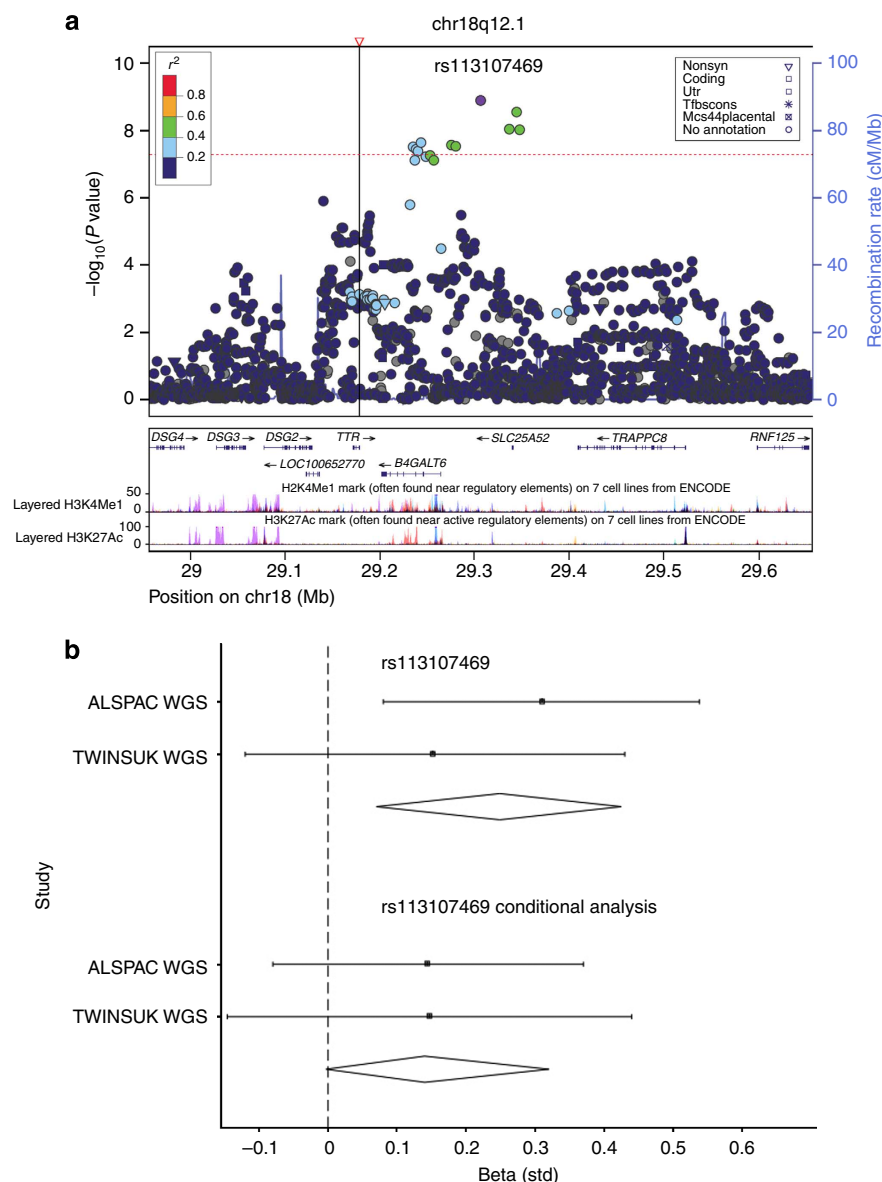 a
chr18q12.1
rs113107469
r²
0.8
0.6
0.4
0.2
Nonsyn
Coding
Utr
Tfbscons
Mcs44placental
No annotation
10
8
6
4
2
0
–log10(P value)
100
80
60
40
20
0
Recombination rate (cM/Mb)
DSG4 → DSG3 → DSG2 → TTR → ← SLC25A52 ← TRAPPC8 RNF125 →
← LOC100652770 ← B4GALT6
50
0
Layered H3K4Me1
H2K4Me1 mark (often found near regulatory elements) on 7 cell lines from ENCODE
100
0
Layered H3K27Ac
H3K27Ac mark (often found near active regulatory elements) on 7 cell lines from ENCODE
29 29.1 29.2 29.3 29.4 29.5 29.6
Position on chr18 (Mb)
b
rs113107469
ALSPAC WGS
TWINSUK WGS
Study
rs113107469 conditional analysis
ALSPAC WGS
TWINSUK WGS
–0.1 0 0.1 0.2 0.3 0.4 0.5 0.6
Beta (std)